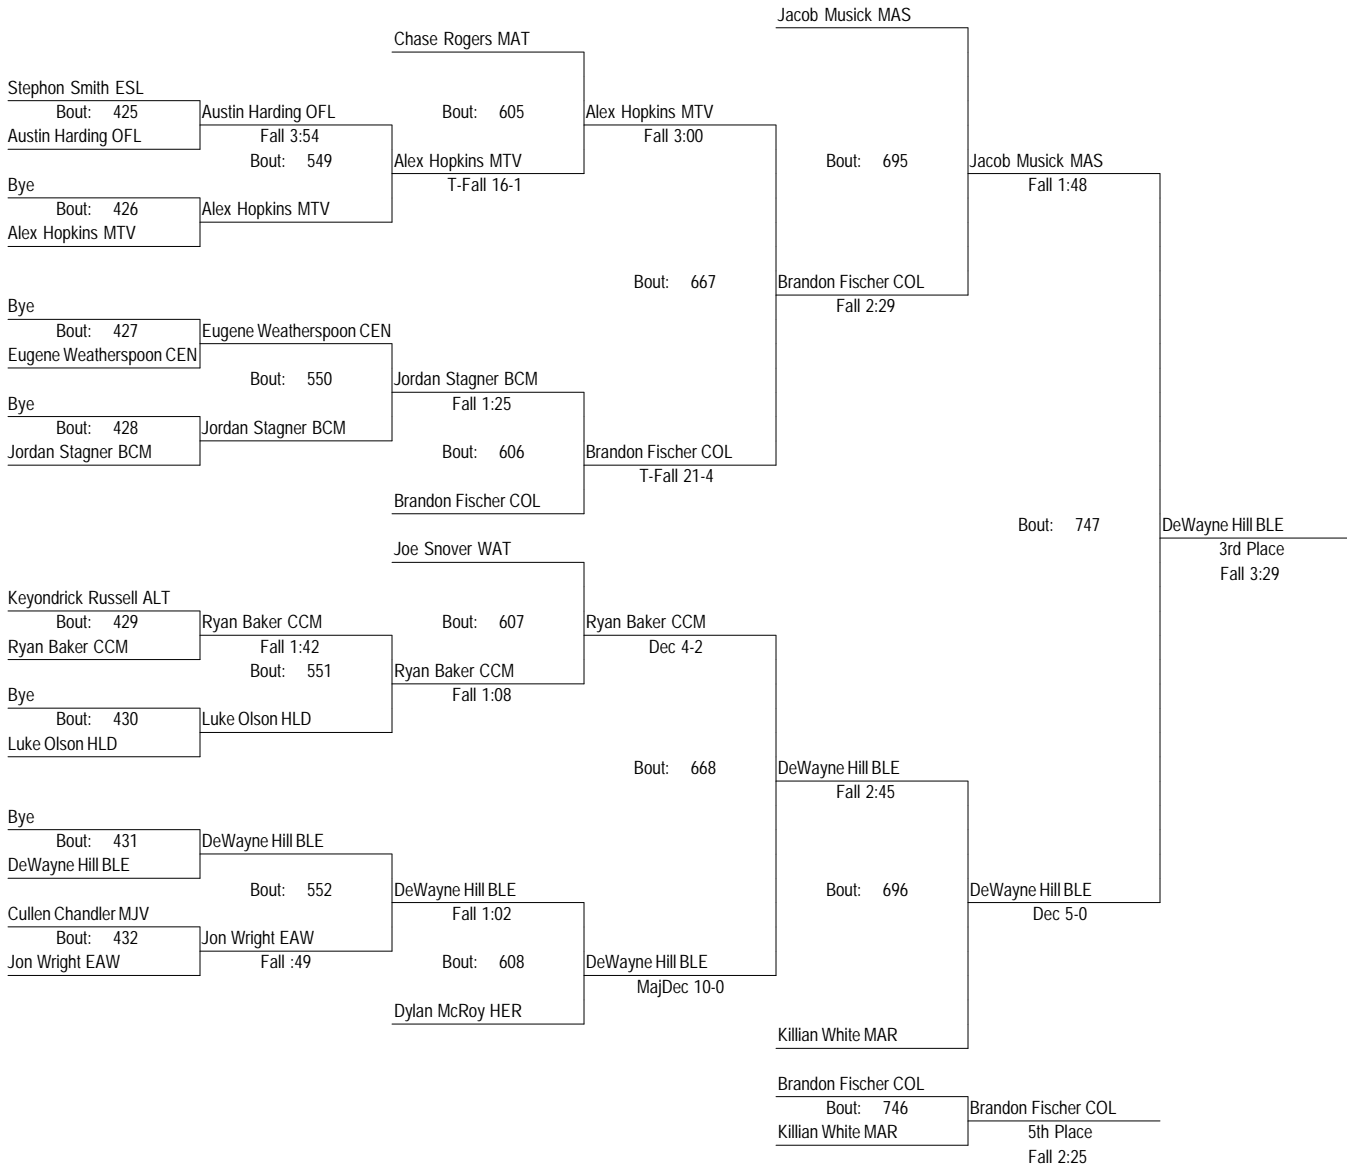 Jacob Musick MAS
Chase Rogers MAT
Stephon Smith ESL
Bout: 425
Austin Harding OFL
Austin Harding OFL
Fall 3:54
Bout: 549
Bout: 605
Alex Hopkins MTV
Fall 3:00
Alex Hopkins MTV
T-Fall 16-1
Bout: 695
Jacob Musick MAS
Fall 1:48
Bye
Bout: 426
Alex Hopkins MTV
Alex Hopkins MTV
Bout: 667
Brandon Fischer COL
Fall 2:29
Bye
Bout: 427
Eugene Weatherspoon CEN
Eugene Weatherspoon CEN
Bout: 550
Jordan Stagner BCM
Fall 1:25
Bye
Bout: 428
Jordan Stagner BCM
Jordan Stagner BCM
Bout: 606
Brandon Fischer COL
T-Fall 21-4
Brandon Fischer COL
Bout: 747
DeWayne Hill BLE
3rd Place
Fall 3:29
Joe Snover WAT
Keyondrick Russell ALT
Bout: 429
Ryan Baker CCM
Ryan Baker CCM
Fall 1:42
Bout: 551
Bout: 607
Ryan Baker CCM
Dec 4-2
Ryan Baker CCM
Fall 1:08
Bye
Bout: 430
Luke Olson HLD
Luke Olson HLD
Bout: 668
DeWayne Hill BLE
Fall 2:45
Bye
Bout: 431
DeWayne Hill BLE
DeWayne Hill BLE
Bout: 552
DeWayne Hill BLE
Fall 1:02
Bout: 696
DeWayne Hill BLE
Dec 5-0
Cullen Chandler MJV
Bout: 432
Jon Wright EAW
Jon Wright EAW
Fall :49
Bout: 608
DeWayne Hill BLE
MajDec 10-0
Dylan McRoy HER
Killian White MAR
Brandon Fischer COL
Bout: 746
Killian White MAR
Brandon Fischer COL
5th Place
Fall 2:25